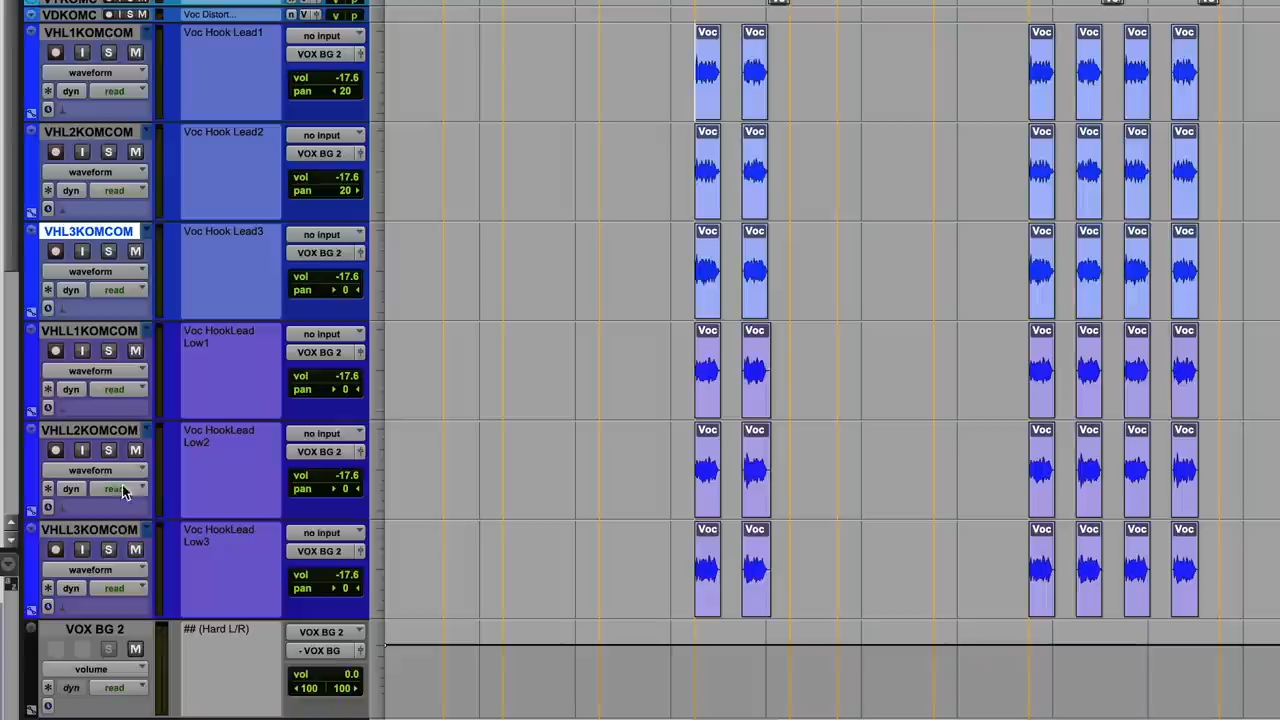 VDKOMC I S M Voc Distort... n V v p
VHL1KOMCOM Voc Hook Lead1 no input Voc Voc Voc Voc Voc Voc
I S M VOX BG 2
waveform vol -17.6
dyn read pan 20
VHL2KOMCOM Voc Hook Lead2 no input Voc Voc Voc Voc Voc Voc
I S M VOX BG 2
waveform vol -17.6
dyn read pan 20
VHL3KOMCOM Voc Hook Lead3 no input Voc Voc Voc Voc Voc Voc
I S M VOX BG 2
waveform vol -17.6
dyn read pan 0
VHLL1KOMCOM Voc HookLead no input Voc Voc Voc Voc Voc Voc
Low1
I S M VOX BG 2
waveform vol -17.6
dyn read pan 0
VHLL2KOMCOM Voc HookLead no input Voc Voc Voc Voc Voc Voc
Low2
I S M VOX BG 2
waveform vol -17.6
dyn read pan 0
VHLL3KOMCOM Voc HookLead no input Voc Voc Voc Voc Voc Voc
Low3
I S M VOX BG 2
waveform vol -17.6
dyn read pan 0
VOX BG 2 ## (Hard L/R) VOX BG 2
S M - VOX BG
volume vol 0.0
dyn read 100 100